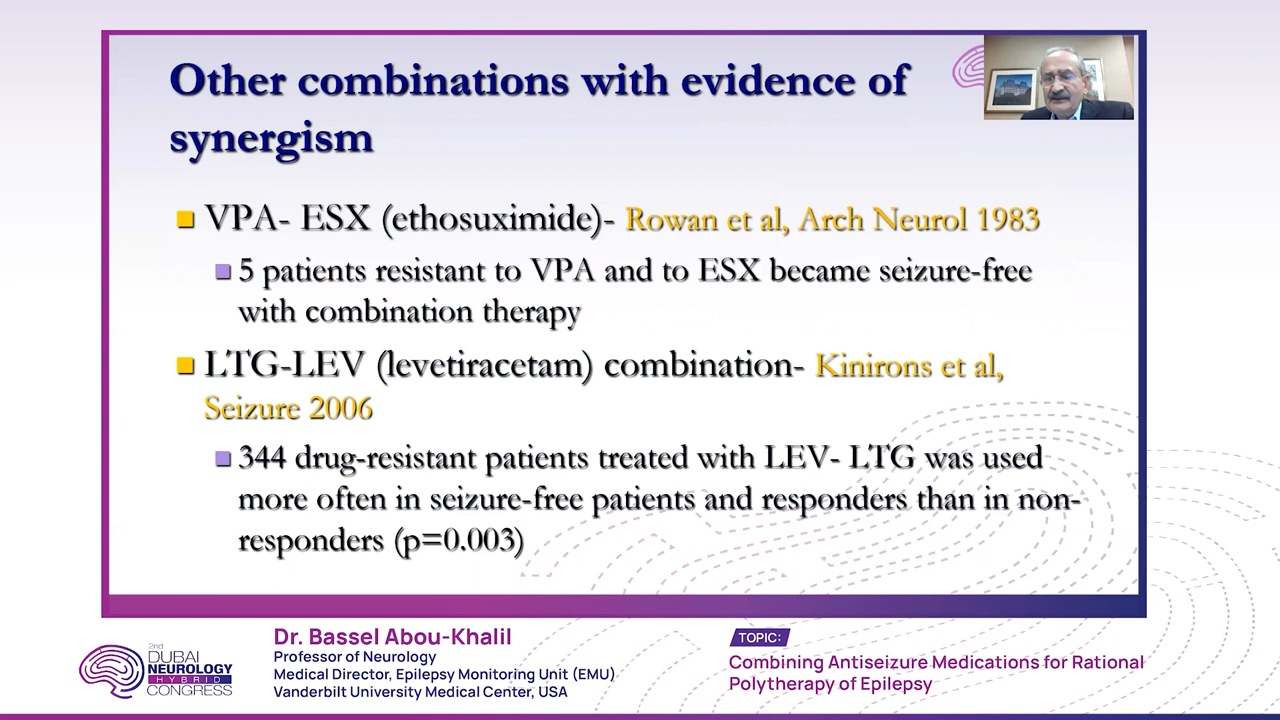 Other combinations with evidence of
synergism
VPA- ESX (ethosuximide)- Rowan et al, Arch Neurol 1983
5 patients resistant to VPA and to ESX became seizure-free
with combination therapy
LTG-LEV (levetiracetam) combination- Kinirons et al,
Seizure 2006
344 drug-resistant patients treated with LEV- LTG was used
more often in seizure-free patients and responders than in non-
responders (p=0.003)
2nd
DUBAI
NEUROLOGY
HYBRID
CONGRESS
Dr. Bassel Abou-Khalil
Professor of Neurology
Medical Director, Epilepsy Monitoring Unit (EMU)
Vanderbilt University Medical Center, USA
TOPIC:
Combining Antiseizure Medications for Rational
Polytherapy of Epilepsy